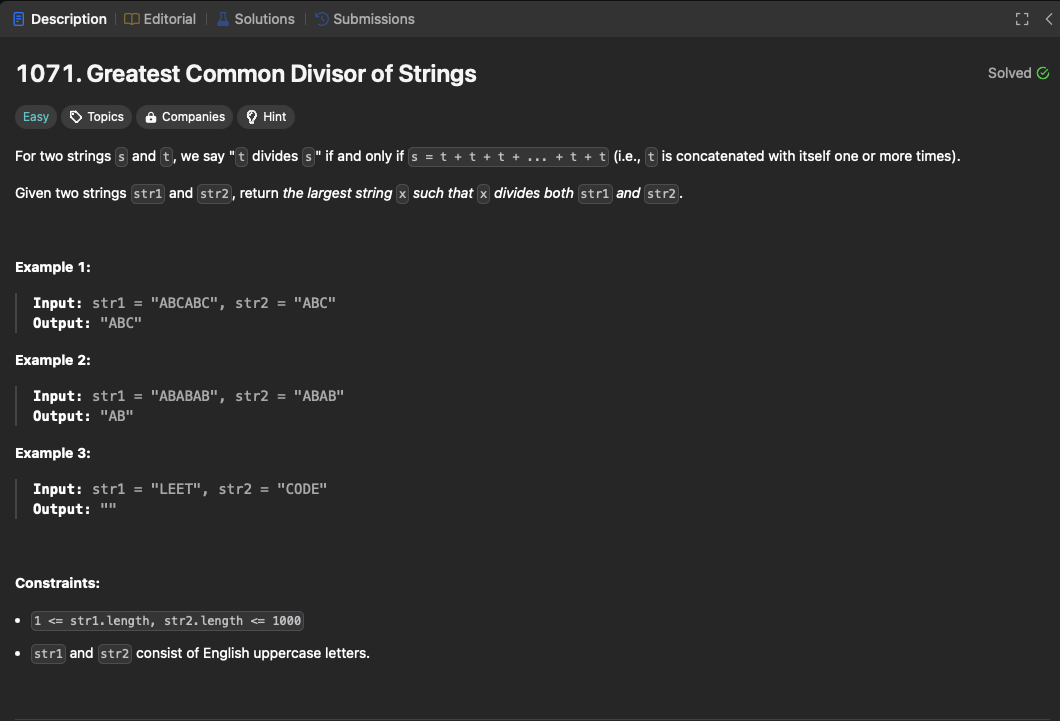 Description Editorial Solutions Submissions
1071. Greatest Common Divisor of Strings
Solved
Easy Topics Companies Hint
For two strings s and t, we say "t divides s" if and only if s = t + t + t + ... + t + t (i.e., t is concatenated with itself one or more times).
Given two strings str1 and str2, return the largest string x such that x divides both str1 and str2.
Example 1:
Input: str1 = "ABCABC", str2 = "ABC"
Output: "ABC"
Example 2:
Input: str1 = "ABABAB", str2 = "ABAB"
Output: "AB"
Example 3:
Input: str1 = "LEET", str2 = "CODE"
Output: ""
Constraints:
• 1 <= str1.length, str2.length <= 1000
• str1 and str2 consist of English uppercase letters.